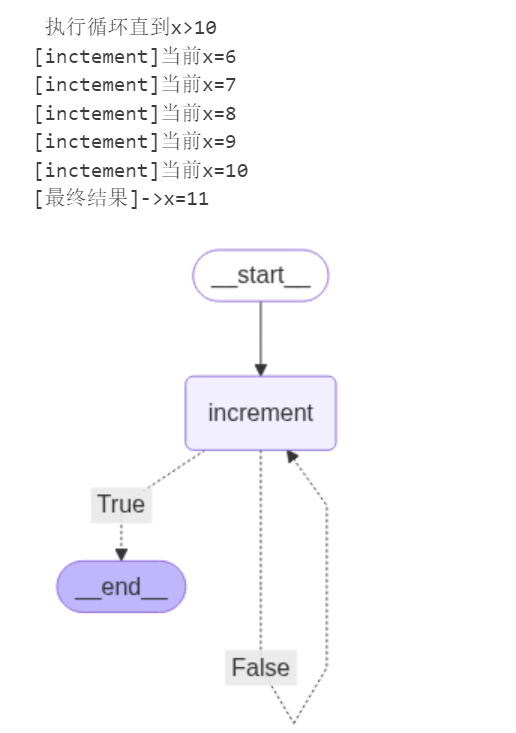 执行循环直到x>10
[inctement]当前x=6
[inctement]当前x=7
[inctement]当前x=8
[inctement]当前x=9
[inctement]当前x=10
[最终结果]->x=11
__start__
increment
True
__end__
False